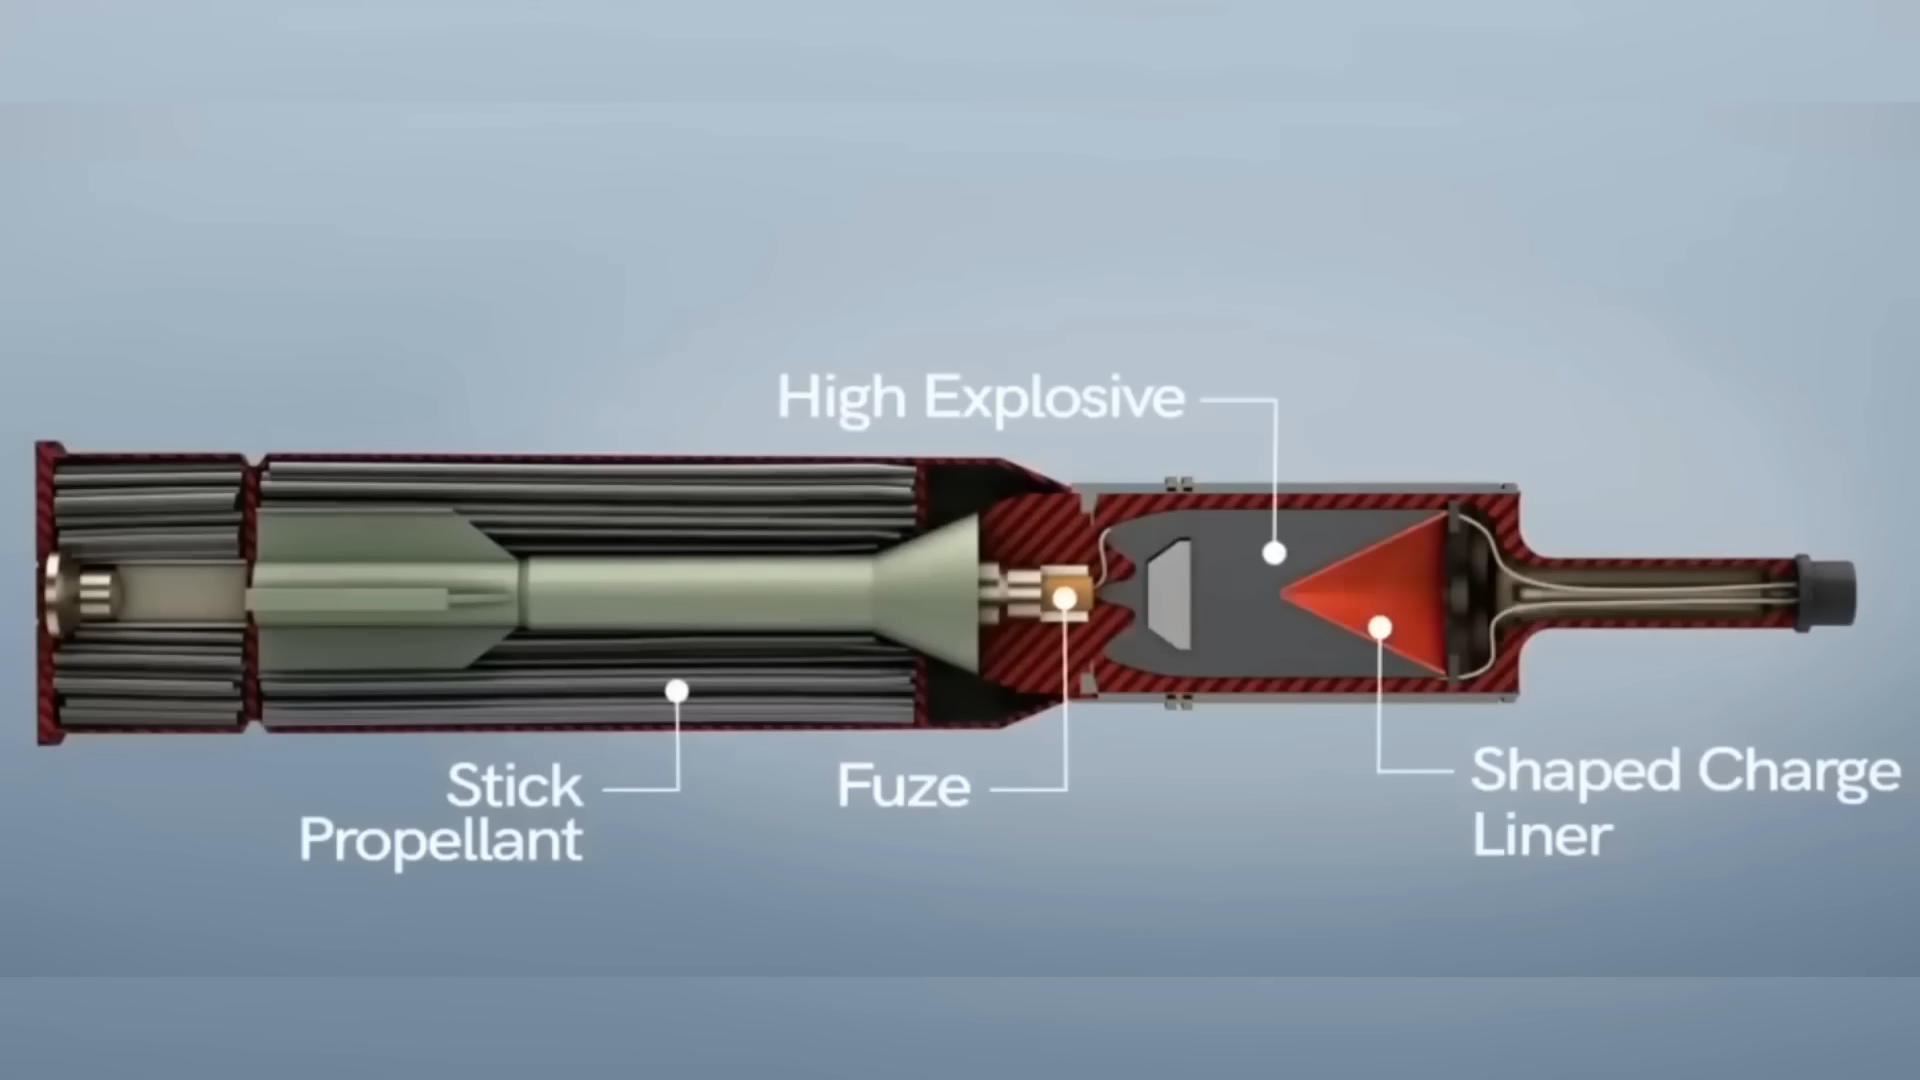 High Explosive
Stick
Propellant
Fuze
Shaped Charge
Liner